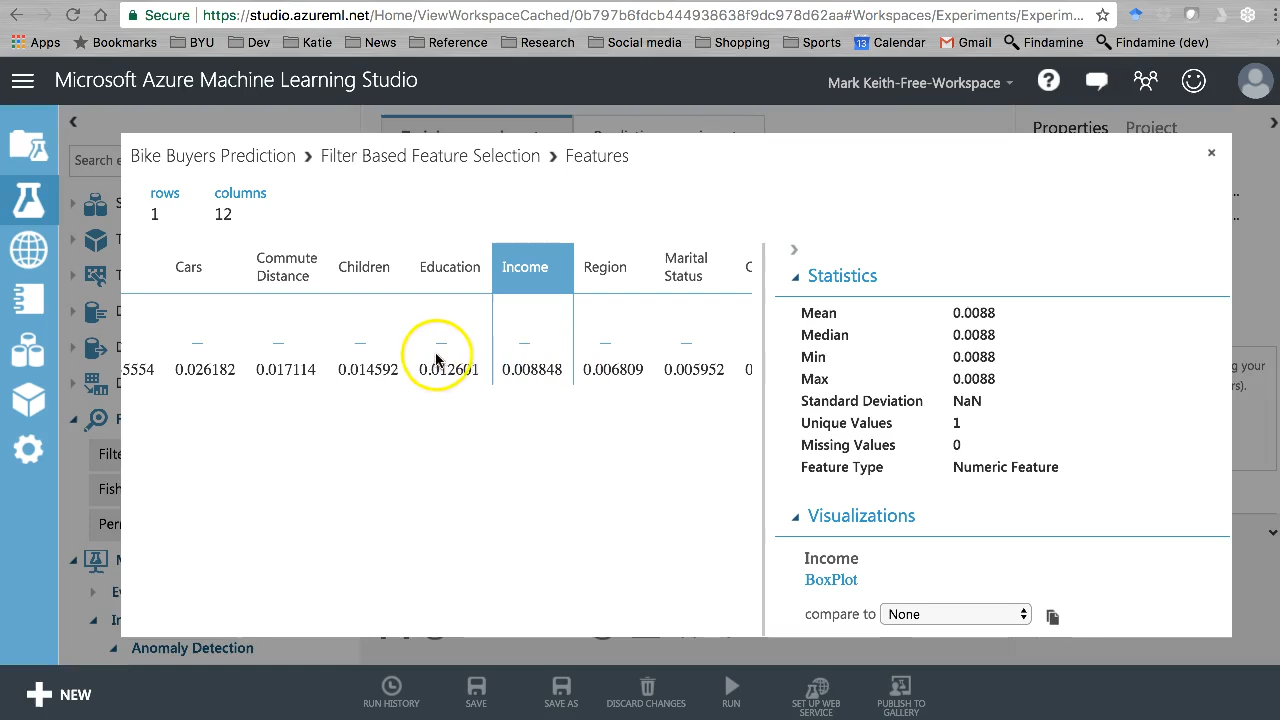 Secure | https://studio.azureml.net/Home/ViewWorkspaceCached/0b797b6fdcb444938638f9dc978d62aa#Workspaces/Experiments/Experim...
Apps Bookmarks BYU Dev Katie News Reference Research Social media Shopping Sports 13 Calendar Gmail Findamine Findamine (dev)
Microsoft Azure Machine Learning Studio
Mark Keith-Free-Workspace
Properties Project
Search e
Bike Buyers Prediction > Filter Based Feature Selection > Features
rows columns
1 12
Cars Commute Distance Children Education Income Region Marital Status C
5554 0.026182 0.017114 0.014592 0.012601 0.008848 0.006809 0.005952 0
Statistics
Mean 0.0088
Median 0.0088
Min 0.0088
Max 0.0088
Standard Deviation NaN
Unique Values 1
Missing Values 0
Feature Type Numeric Feature
Visualizations
Income
BoxPlot
compare to None
Filte
Fish
Per
Anomaly Detection
NEW
RUN HISTORY SAVE SAVE AS DISCARD CHANGES RUN SET UP WEB SERVICE PUBLISH TO GALLERY